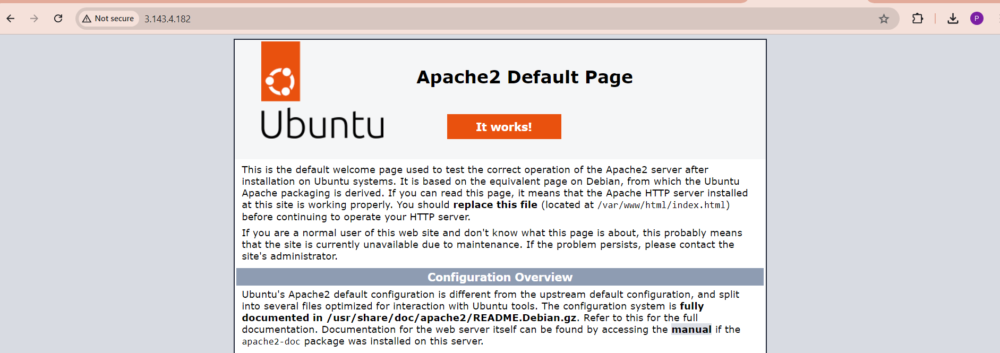 Not secure 3.143.4.182 P
Apache2 Default Page
Ubuntu
It works!
This is the default welcome page used to test the correct operation of the Apache2 server after
installation on Ubuntu systems. It is based on the equivalent page on Debian, from which the Ubuntu
Apache packaging is derived. If you can read this page, it means that the Apache HTTP server installed
at this site is working properly. You should replace this file (located at /var/www/html/index.html)
before continuing to operate your HTTP server.
If you are a normal user of this web site and don't know what this page is about, this probably means
that the site is currently unavailable due to maintenance. If the problem persists, please contact the
site's administrator.
Configuration Overview
Ubuntu's Apache2 default configuration is different from the upstream default configuration, and split
into several files optimized for interaction with Ubuntu tools. The configuration system is fully
documented in /usr/share/doc/apache2/README.Debian.gz. Refer to this for the full
documentation. Documentation for the web server itself can be found by accessing the manual if the
apache2-doc package was installed on this server.